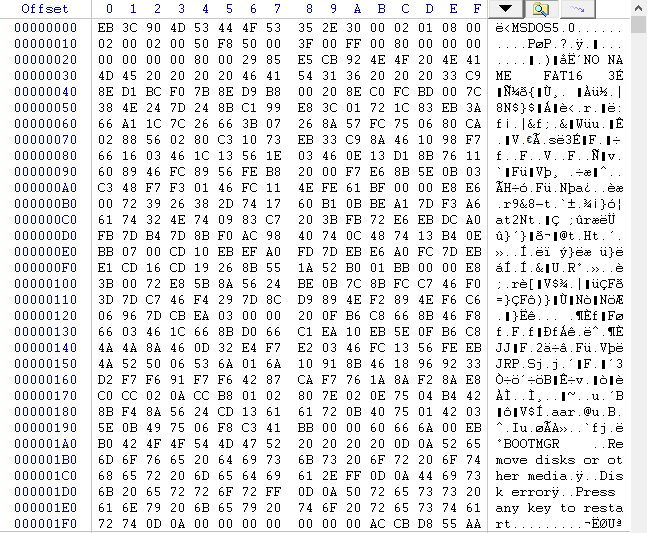 Offset 0 1 2 3 4 5 6 7 8 9 A B C D E F
00000000 EB 3C 90 4D 53 44 4F 53 35 2E 30 00 02 01 08 00 ë<MSDOS5.0
00000010 02 00 02 00 50 F8 50 00 3F 00 FF 00 80 00 00 00 ....PøP.?.ÿ.▮...
00000020 00 00 00 00 80 00 29 85 E5 CB 92 4E 4F 20 4E 41 ....▮.)▮åË´NO NA
00000030 4D 45 20 20 20 20 46 41 54 31 36 20 20 20 33 C9 ME    FAT16   3É
00000040 8E D1 BC F0 7B 8E D9 B8 00 20 8E C0 FC BD 00 7C ▮Ñ¼ð{▮Ù¸. ▮Àü½.|
00000050 38 4E 24 7D 24 8B C1 99 E8 3C 01 72 1C 83 EB 3A 8N$}$▮Á▮è<.r.▮ë:
00000060 66 A1 1C 7C 26 66 3B 07 26 8A 57 FC 75 06 80 CA f¡.|&f;.&▮Wüu.▮Ê
00000070 02 88 56 02 80 C3 10 73 EB 33 C9 8A 46 10 98 F7
00000080 66 16 03 46 1C 13 56 1E 03 46 0E 13 D1 8B 76 11 f..F..V..F..Ñ▮v.
00000090 60 89 46 FC 89 56 FE B8 20 00 F7 E6 8B 5E 0B 03
000000A0 C3 48 F7 F3 01 46 FC 11 4E FE 61 BF 00 00 E8 E6 ÃH÷ó.Fü.Nþa¿..èæ
000000B0 00 72 39 26 38 2D 74 17 60 B1 0B BE A1 7D F3 A6 .r9&8-t.`±.¾¡}ó¦
000000C0 61 74 32 4E 74 09 83 C7 20 3B FB 72 E6 EB DC A0 at2Nt.▮Ç ;ûræëÜ
000000D0 FB 7D B4 7D 8B F0 AC 98 40 74 0C 48 74 13 B4 0E û}´}▮ð¬▮@t.Ht.´.
000000E0 BB 07 00 CD 10 EB EF A0 FD 7D EB E6 A0 FC 7D EB »..Í.ëï ý}ëæ ü}ë
000000F0 E1 CD 16 CD 19 26 8B 55 1A 52 B0 01 BB 00 00 E8 áÍ.Í.&▮U.R°.»..è
00000100 3B 00 72 E8 5B 8A 56 24 BE 0B 7C 8B FC C7 46 F0 ;.rè[▮V$¾.|▮üÇFð
00000110 3D 7D C7 46 F4 29 7D 8C D9 89 4E F2 89 4E F6 C6 =}ÇFô)}▮Ù▮Nò▮NöÆ
00000120 06 96 7D CB EA 03 00 00 20 0F B6 C8 66 8B 46 F8 .▮}Ëê... .¶Èf▮Fø
00000130 66 03 46 1C 66 8B D0 66 C1 EA 10 EB 5E 0F B6 C8 f.F.f▮ÐfÁê.ë^.¶È
00000140 4A 4A 8A 46 0D 32 E4 F7 E2 03 46 FC 13 56 FE EB JJ▮F.2ä÷â.Fü.Vþë
00000150 4A 52 50 06 53 6A 01 6A 10 91 8B 46 18 96 92 33
00000160 D2 F7 F6 91 F7 F6 42 87 CA F7 76 1A 8A F2 8A E8
00000170 C0 CC 02 0A CC B8 01 02 80 7E 02 0E 75 04 B4 42 ÀÌ..Ì¸..▮~..u.´B
00000180 8B F4 8A 56 24 CD 13 61 61 72 0B 40 75 01 42 03 ▮ô▮V$Í.aar.@u.B.
00000190 5E 0B 49 75 06 F8 C3 41 BB 00 00 60 66 6A 00 EB ^.Iu.øÃA»..`fj.ë
000001A0 B0 42 4F 4F 54 4D 47 52 20 20 20 20 0D 0A 52 65 °BOOTMGR    ..Re
000001B0 6D 6F 76 65 20 64 69 73 6B 73 20 6F 72 20 6F 74 move disks or ot
000001C0 68 65 72 20 6D 65 64 69 61 2E FF 0D 0A 44 69 73 her media.ÿ..Dis
000001D0 6B 20 65 72 72 6F 72 FF 0D 0A 50 72 65 73 73 20 k errorÿ..Press
000001E0 61 6E 79 20 6B 65 79 20 74 6F 20 72 65 73 74 61 any key to resta
000001F0 72 74 0D 0A 00 00 00 00 00 00 00 AC CB D8 55 AA rt.........¬ËØUª